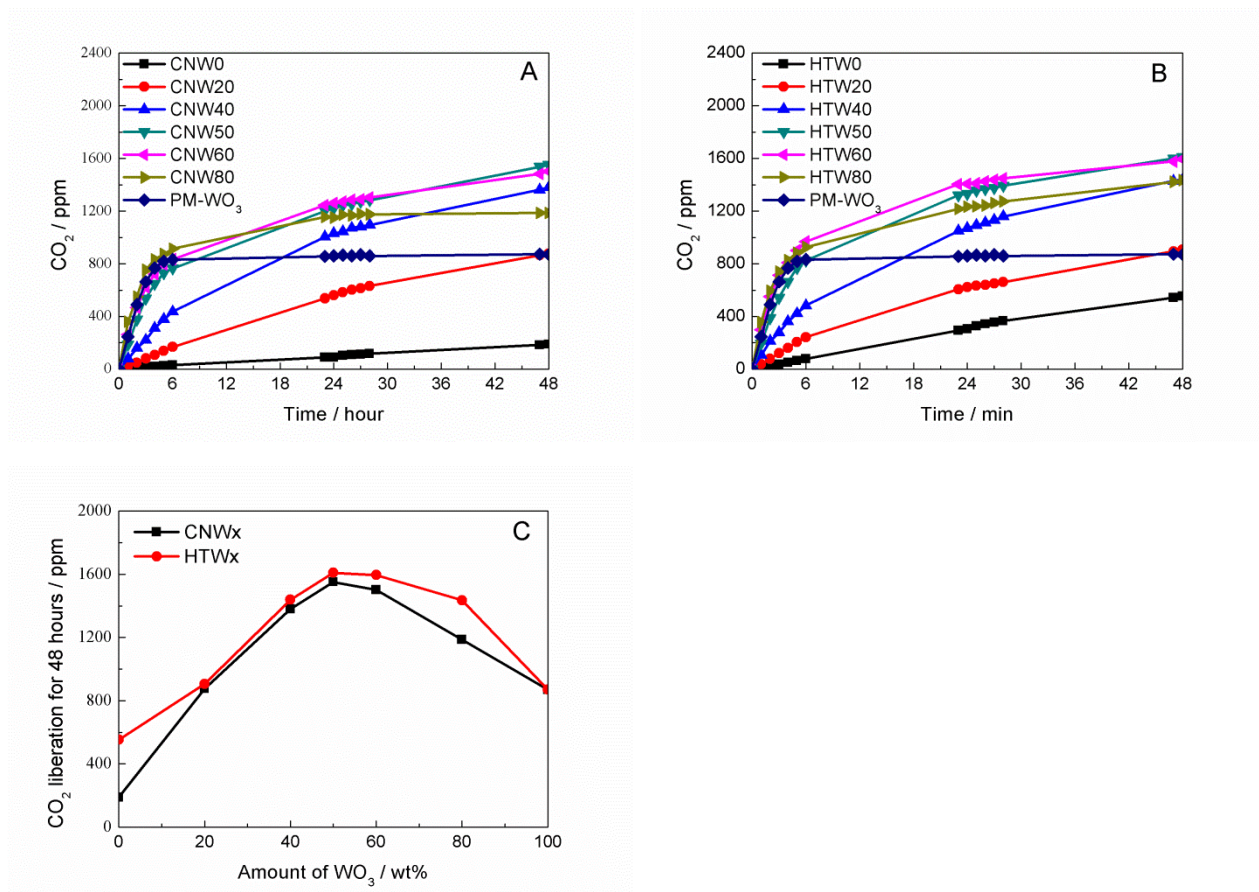 A
CNW0
CNW20
CNW40
CNW50
CNW60
CNW80
PM-WO₃
2400
2000
1600
1200
800
400
0
CO₂ / ppm
0 6 12 18 24 30 36 42 48
Time / hour
B
HTW0
HTW20
HTW40
HTW50
HTW60
HTW80
PM-WO₃
2400
2000
1600
1200
800
400
0
CO₂ / ppm
0 6 12 18 24 30 36 42 48
Time / min
C
CNWx
HTWx
2000
1600
1200
800
400
0
CO₂ liberation for 48 hours / ppm
0 20 40 60 80 100
Amount of WO₃ / wt%